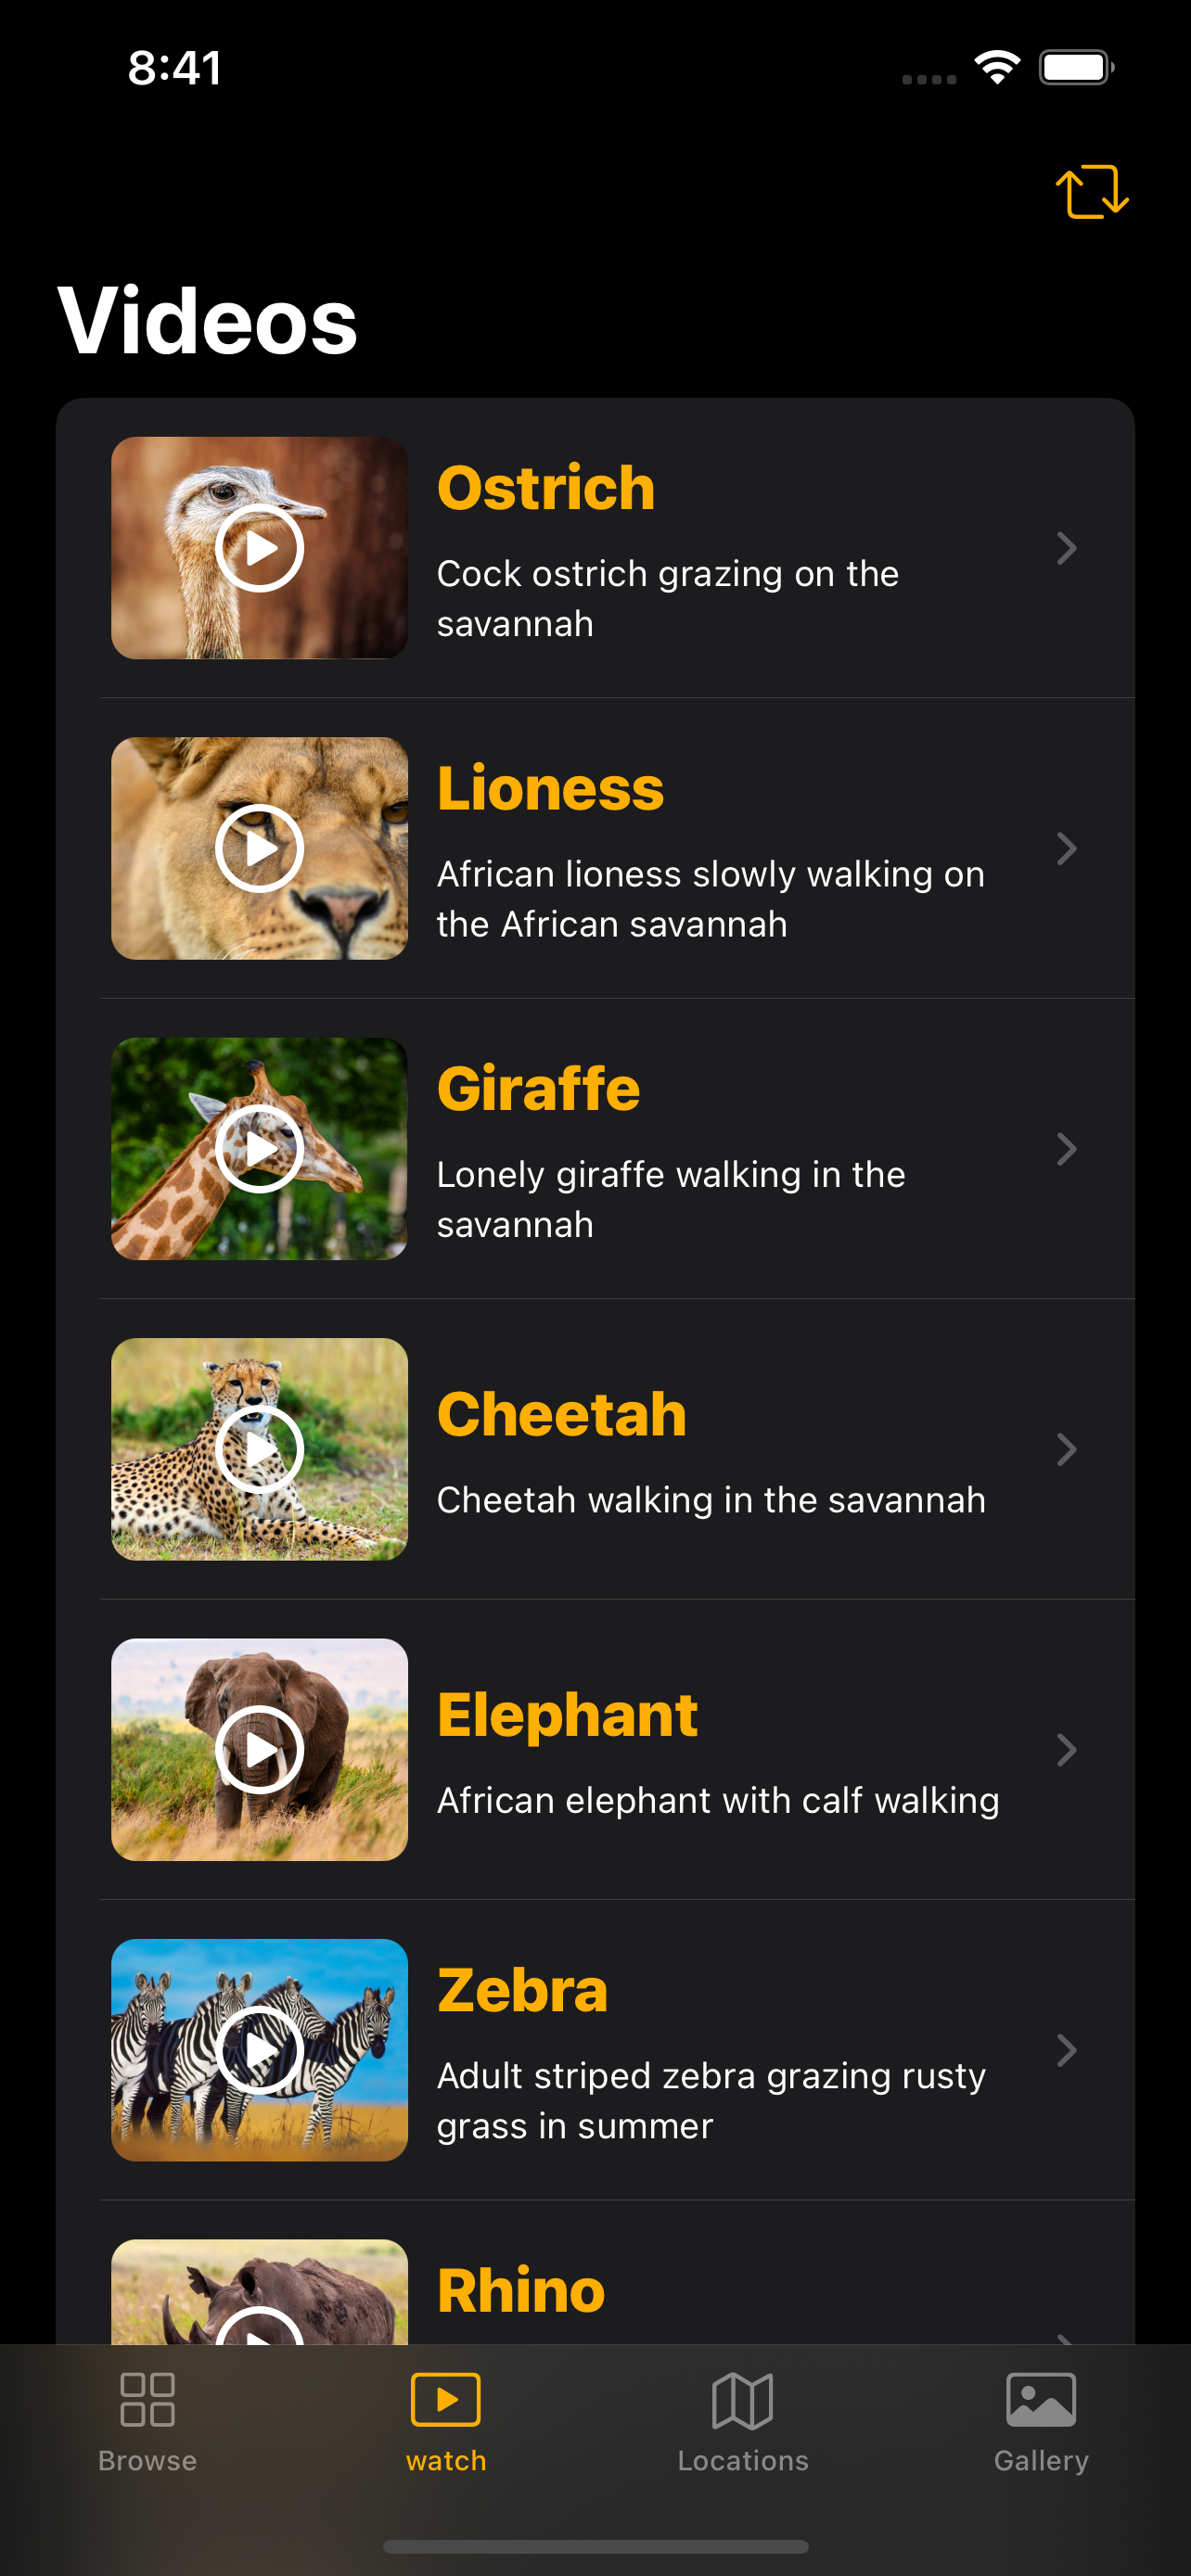 8:41
Videos
Ostrich
Cock ostrich grazing on the
savannah
Lioness
African lioness slowly walking on
the African savannah
Giraffe
Lonely giraffe walking in the
savannah
Cheetah
Cheetah walking in the savannah
Elephant
African elephant with calf walking
Zebra
Adult striped zebra grazing rusty
grass in summer
Rhino
Browse
watch
Locations
Gallery